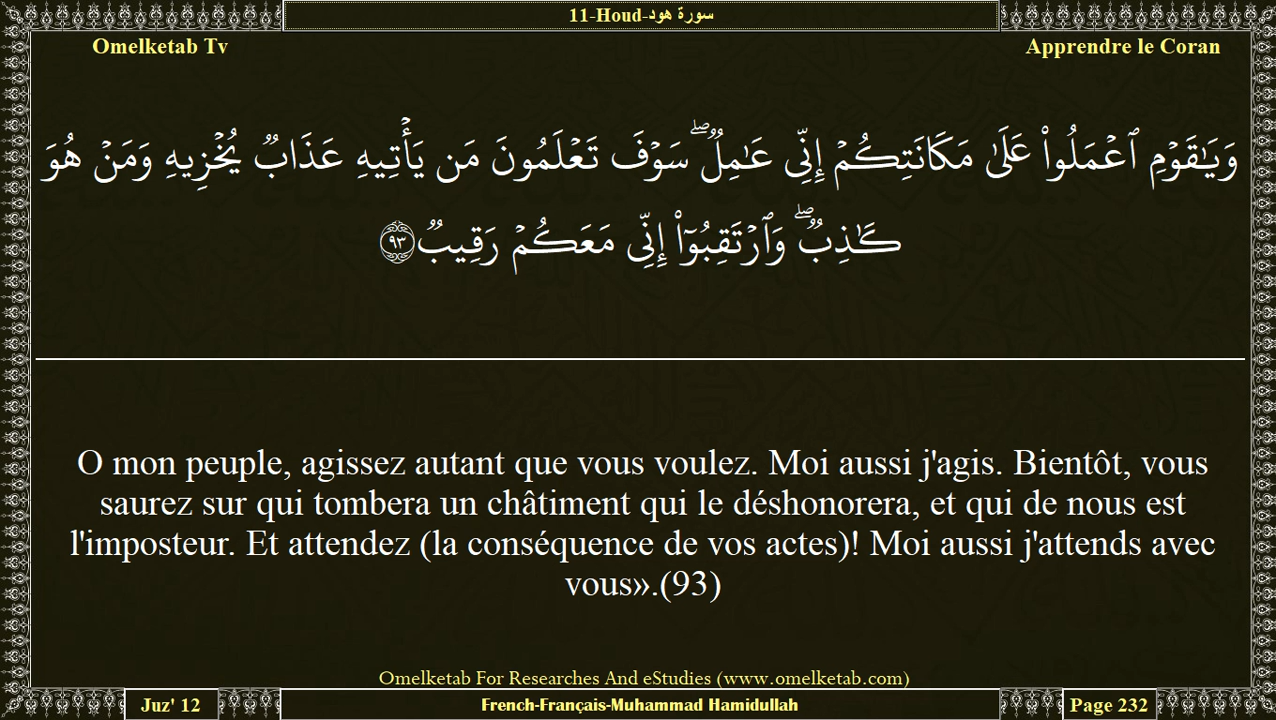 11-Houd-سورة هود
Omelketab Tv
Apprendre le Coran
وَيَـٰقَوۡمِ ٱعۡمَلُوا۟ عَلَىٰ مَكَانَتِكُمۡ إِنِّى عَـٰمِلٌۖ سَوۡفَ تَعۡلَمُونَ مَن يَأۡتِيهِ عَذَابٌ يُخۡزِيهِ وَمَنۡ هُوَ
كَـٰذِبٌۖ وَٱرۡتَقِبُوٓا۟ إِنِّى مَعَكُمۡ رَقِيبٌ ٩٣
O mon peuple, agissez autant que vous voulez. Moi aussi j'agis. Bientôt, vous
saurez sur qui tombera un châtiment qui le déshonorera, et qui de nous est
l'imposteur. Et attendez (la conséquence de vos actes)! Moi aussi j'attends avec
vous».(93)
Omelketab For Researches And eStudies (www.omelketab.com)
Juz' 12
French-Français-Muhammad Hamidullah
Page 232